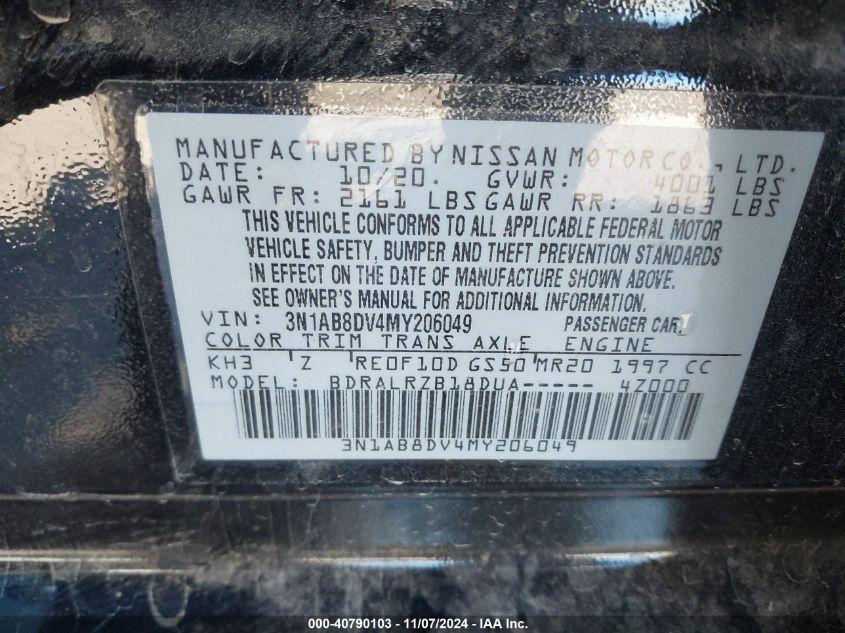 MANUFACTURED BY NISSAN MOTOR CO., LTD.
DATE: 10/20. GVWR: 4001 LBS
GAWR FR: 2161 LBS GAWR RR: 1863 LBS
THIS VEHICLE CONFORMS TO ALL APPLICABLE FEDERAL MOTOR
VEHICLE SAFETY, BUMPER AND THEFT PREVENTION STANDARDS
IN EFFECT ON THE DATE OF MANUFACTURE SHOWN ABOVE.
SEE OWNER'S MANUAL FOR ADDITIONAL INFORMATION.
VIN: 3N1AB8DV4MY206049 PASSENGER CAR
COLOR TRIM TRANS AXLE ENGINE
KH3 Z RE0F10D GS50 MR20 1997 CC
MODEL: BDRALRZB18DUA----- 4Z000
3N1AB8DV4MY206049
000-40790103 - 11/07/2024 - IAA Inc.